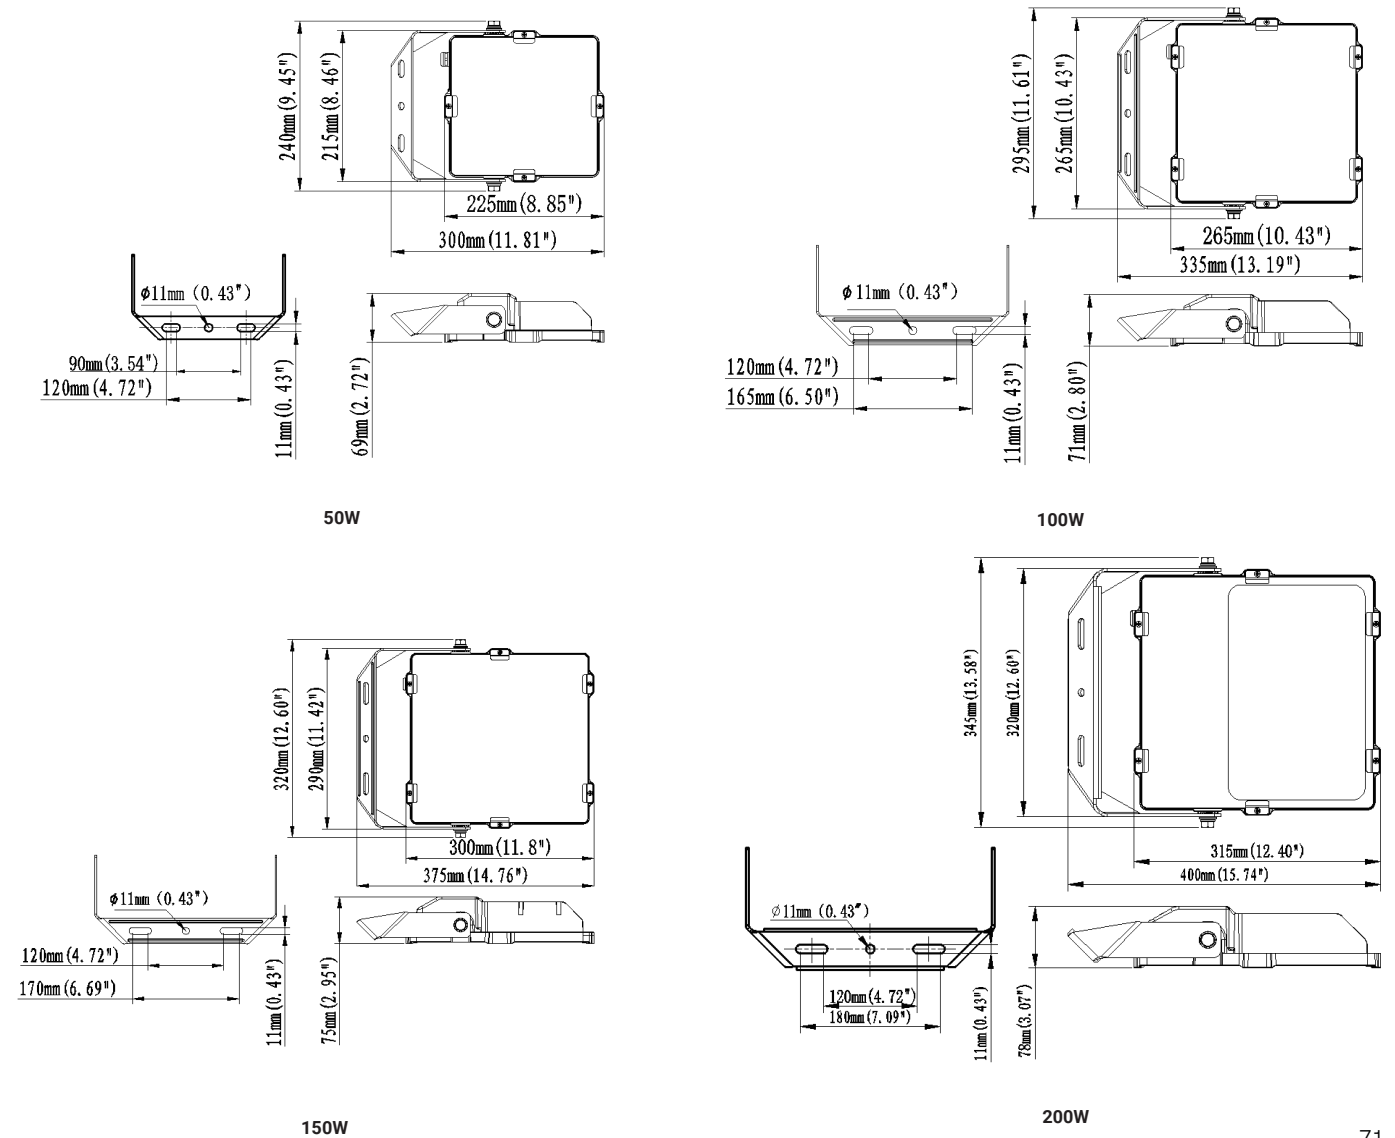 240mm(9.45")
215mm(8.46")
225mm(8.85")
300mm(11.81")
ϕ11mm (0.43")
90mm(3.54")
120mm(4.72")
11mm(0.43")
69mm(2.72")
50W
295mm(11.61")
265mm(10.43")
265mm(10.43")
335mm(13.19")
ϕ11mm (0.43")
120mm(4.72")
165mm(6.50")
11mm(0.43")
71mm(2.80")
100W
320mm(12.60")
290mm(11.42")
300mm(11.8")
375mm(14.76")
ϕ11mm (0.43")
120mm(4.72")
170mm(6.69")
11mm(0.43")
75mm(2.95")
150W
345mm(13.58")
320mm(12.60")
315mm(12.40")
400mm(15.74")
ϕ11mm (0.43")
120mm(4.72")
180mm(7.09")
11mm(0.43")
78mm(3.07")
200W
71